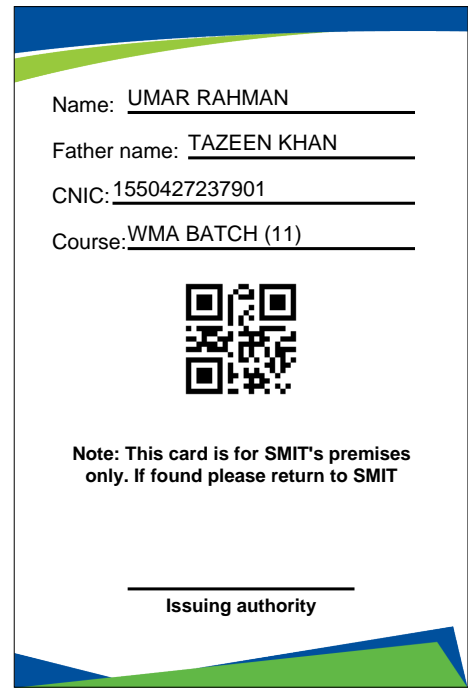 Name: UMAR RAHMAN
Father name: TAZEEN KHAN
CNIC: 1550427237901
Course: WMA BATCH (11)
Note: This card is for SMIT's premises
only. If found please return to SMIT
Issuing authority